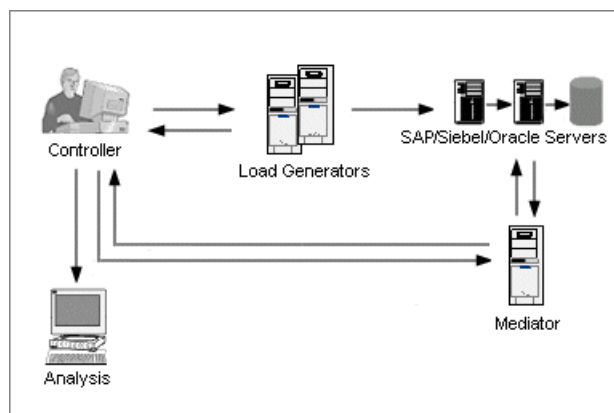 SAP/Siebel/Oracle Servers
Controller
Load Generators
Mediator
Analysis